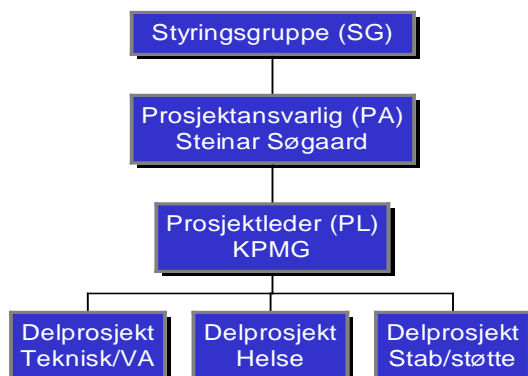 Styringsgruppe (SG)
Prosjektansvarlig (PA)
Steinar Søgaard
Prosjektleder (PL)
KPMG
Delprosjekt
Teknisk/VA
Delprosjekt
Helse
Delprosjekt
Stab/støtte